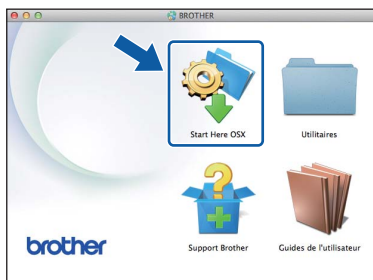 BROTHER
Start Here OSX
Utilitaires
Support Brother
Guides de l'utilisateur
brother